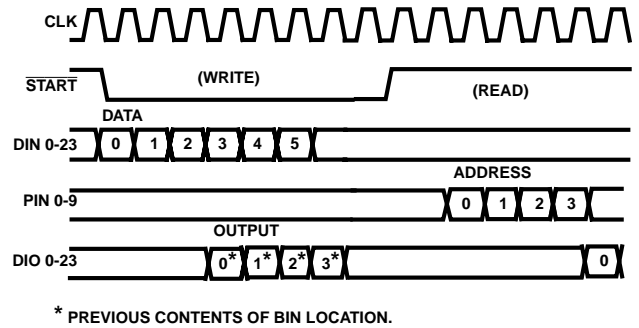 CLK
START
(WRITE)
(READ)
DATA
DIN 0-23
0 1 2 3 4 5
ADDRESS
PIN 0-9
0 1 2 3
OUTPUT
DIO 0-23
0* 1* 2* 3* 0
* PREVIOUS CONTENTS OF BIN LOCATION.